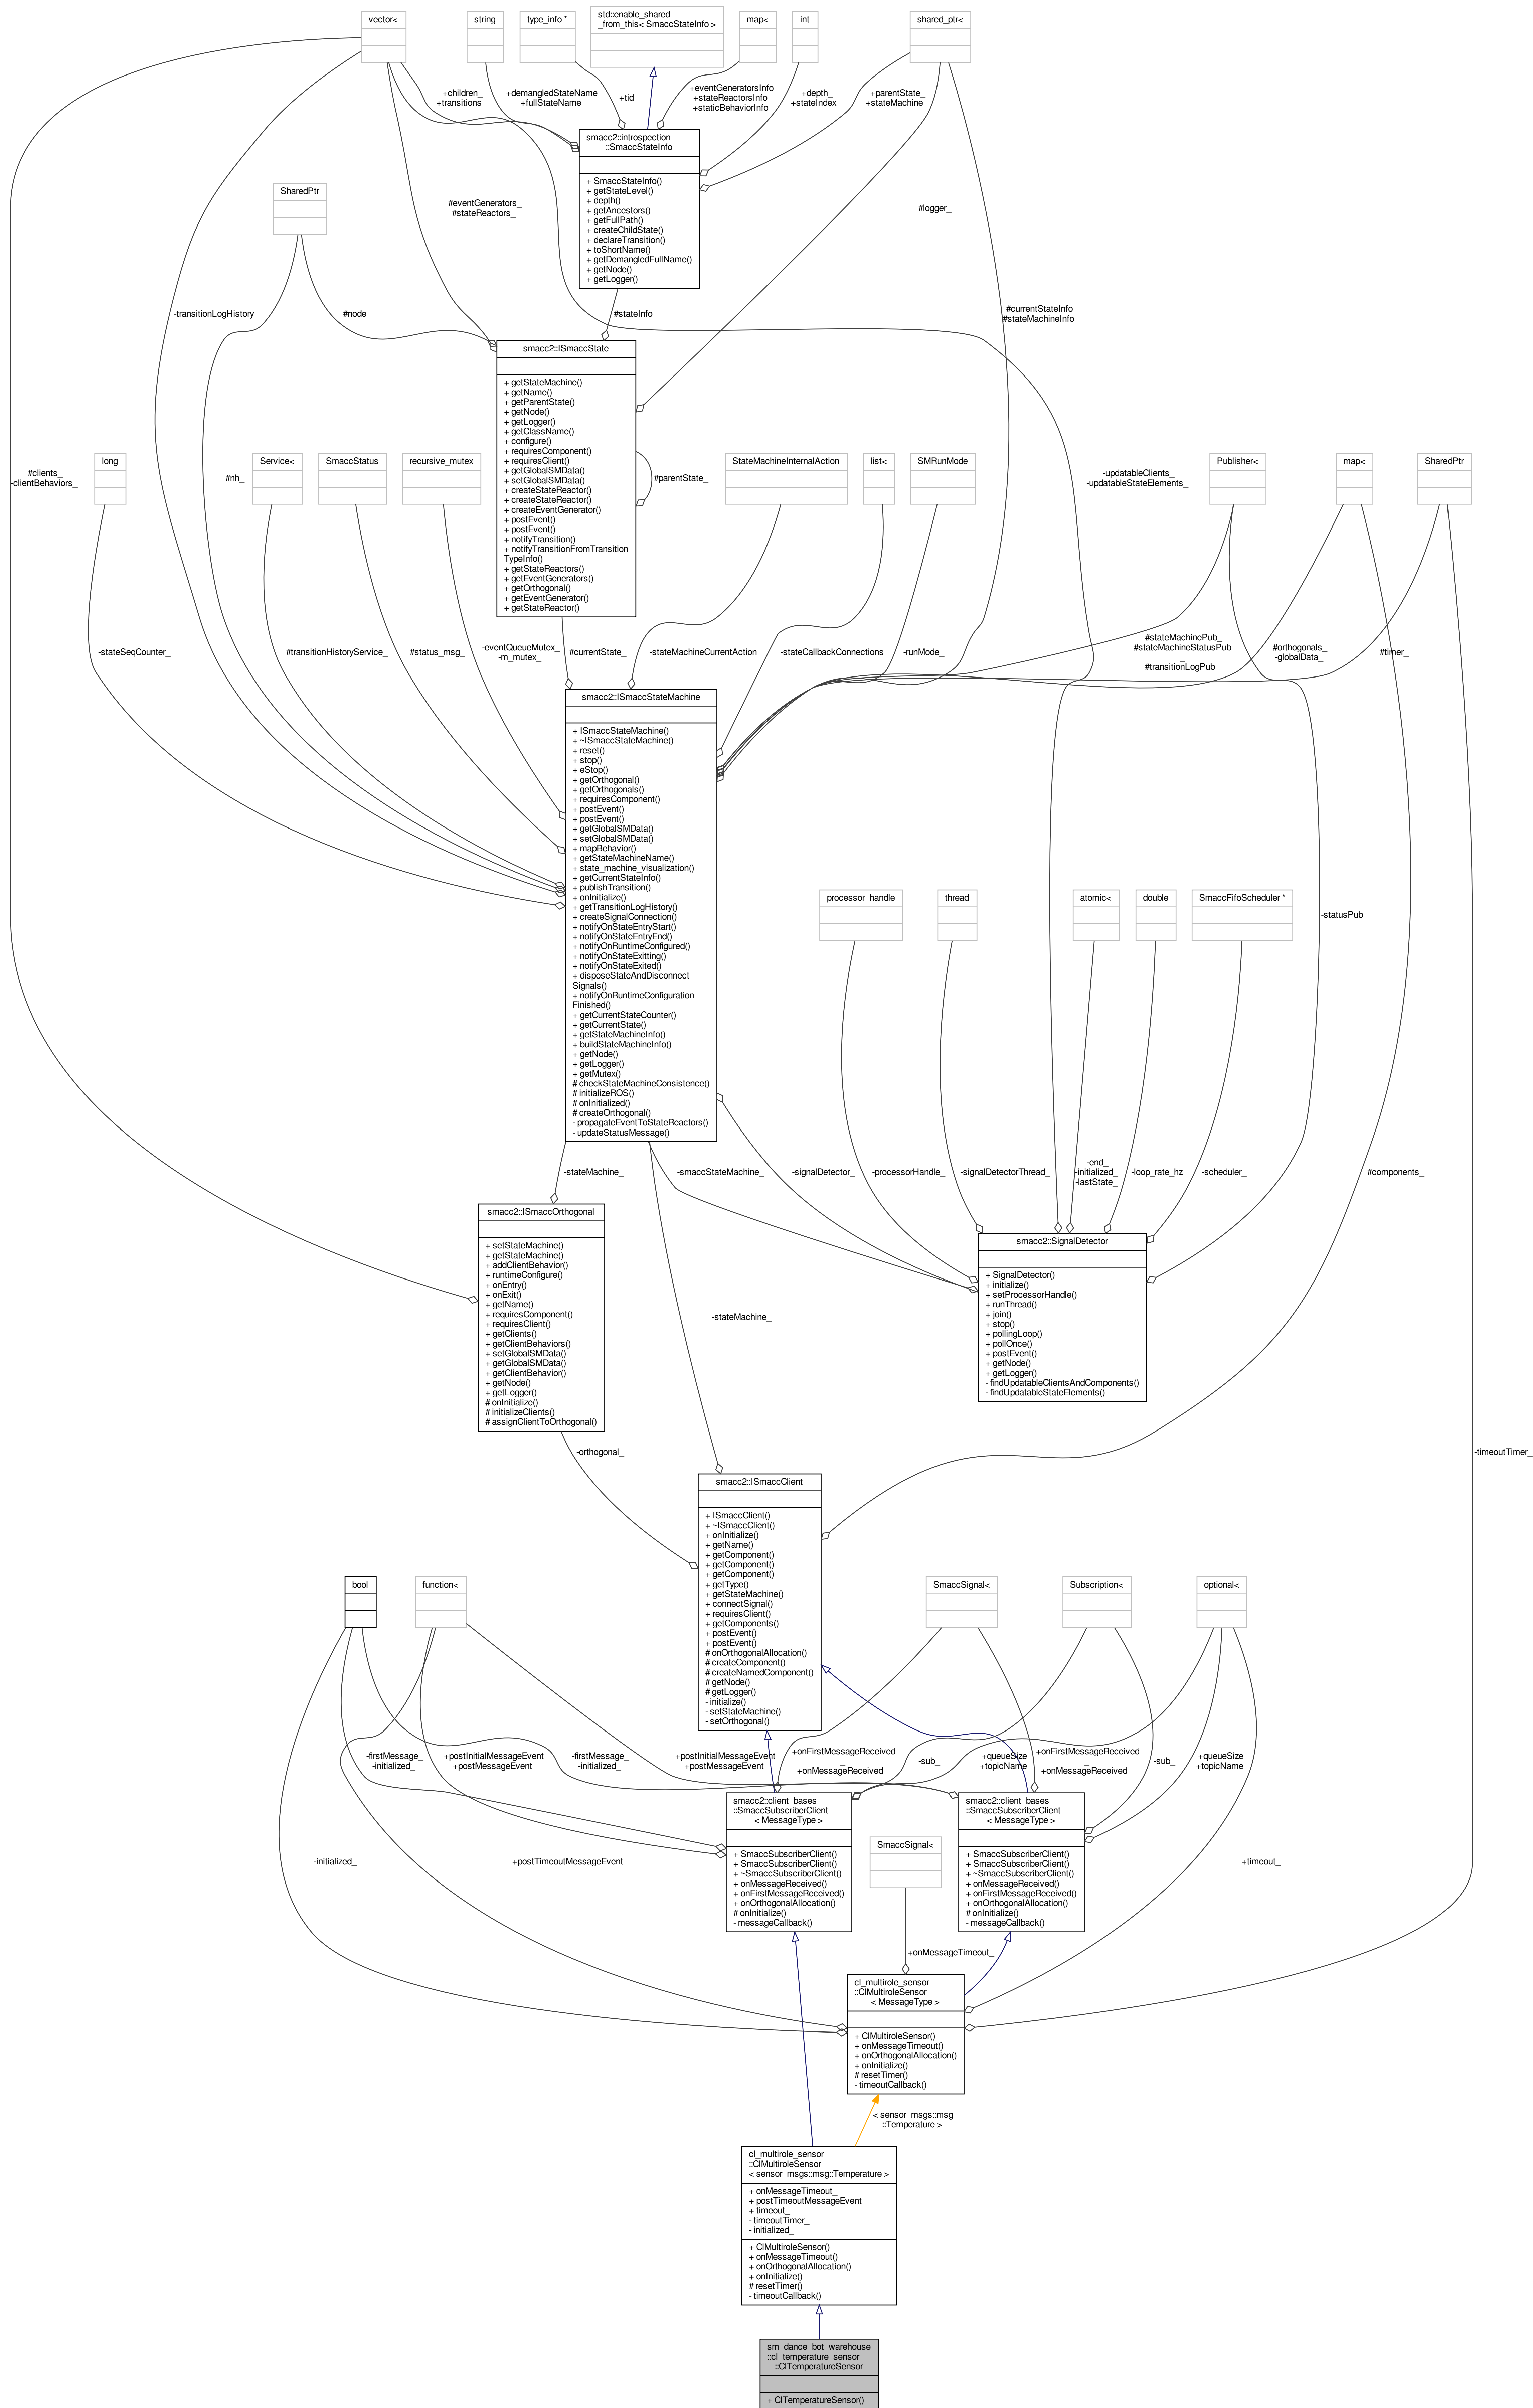 vector<
string
type_info *
std::enable_shared
_from_this< SmaccStateInfo >
map<
int
shared_ptr<
+children_
+transitions_
+demangledStateName
+fullStateName
+tid_
+eventGeneratorsInfo
+stateReactorsInfo
+staticBehaviorInfo
+depth_
+stateIndex_
+parentState_
+stateMachine_
smacc2::introspection
::SmaccStateInfo
+ SmaccStateInfo()
+ getStateLevel()
+ depth()
+ getAncestors()
+ getFullPath()
+ createChildState()
+ declareTransition()
+ toShortName()
+ getDemangledFullName()
+ getNode()
+ getLogger()
SharedPtr
#eventGenerators_
#stateReactors_
#logger_
-transitionLogHistory_
#node_
#stateInfo_
#currentStateInfo_
#stateMachineInfo_
smacc2::ISmaccState
+ getStateMachine()
+ getName()
+ getParentState()
+ getNode()
+ getLogger()
+ getClassName()
+ configure()
+ requiresComponent()
+ requiresClient()
+ getGlobalSMData()
+ setGlobalSMData()
+ createStateReactor()
+ createStateReactor()
+ createEventGenerator()
+ postEvent()
+ postEvent()
+ notifyTransition()
+ notifyTransitionFromTransition
TypeInfo()
+ getStateReactors()
+ getEventGenerators()
+ getOrthogonal()
+ getEventGenerator()
+ getStateReactor()
#parentState_
#clients_
-clientBehaviors_
long
#nh_
Service<
SmaccStatus
recursive_mutex
StateMachineInternalAction
list<
SMRunMode
-updatableClients_
-updatableStateElements_
Publisher<
map<
SharedPtr
-stateSeqCounter_
#transitionHistoryService_
#status_msg_
-eventQueueMutex_
-m_mutex_
#currentState_
-stateMachineCurrentAction
-stateCallbackConnections
-runMode_
#stateMachinePub_
#stateMachineStatusPub
_
#transitionLogPub_
#orthogonals_
-globalData_
#timer_
smacc2::ISmaccStateMachine
+ ISmaccStateMachine()
+ ~ISmaccStateMachine()
+ reset()
+ stop()
+ eStop()
+ getOrthogonal()
+ getOrthogonals()
+ requiresComponent()
+ postEvent()
+ postEvent()
+ getGlobalSMData()
+ setGlobalSMData()
+ mapBehavior()
+ getStateMachineName()
+ state_machine_visualization()
+ getCurrentStateInfo()
+ publishTransition()
+ onInitialize()
+ getTransitionLogHistory()
+ createSignalConnection()
+ notifyOnStateEntryStart()
+ notifyOnStateEntryEnd()
+ notifyOnRuntimeConfigured()
+ notifyOnStateExitting()
+ notifyOnStateExited()
+ disposeStateAndDisconnect
Signals()
+ notifyOnRuntimeConfiguration
Finished()
+ getCurrentStateCounter()
+ getCurrentState()
+ getStateMachineInfo()
+ buildStateMachineInfo()
+ getNode()
+ getLogger()
+ getMutex()
# checkStateMachineConsistence()
# initializeROS()
# onInitialized()
# createOrthogonal()
- propagateEventToStateReactors()
- updateStatusMessage()
processor_handle
thread
atomic<
double
SmaccFifoScheduler *
-statusPub_
-stateMachine_
-smaccStateMachine_
-signalDetector_
-processorHandle_
-signalDetectorThread_
-end_
-initialized_
-lastState_
-loop_rate_hz
-scheduler_
#components_
smacc2::ISmaccOrthogonal
+ setStateMachine()
+ getStateMachine()
+ addClientBehavior()
+ runtimeConfigure()
+ onEntry()
+ onExit()
+ getName()
+ requiresComponent()
+ requiresClient()
+ getClients()
+ getClientBehaviors()
+ setGlobalSMData()
+ getGlobalSMData()
+ getClientBehavior()
+ getNode()
+ getLogger()
# onInitialize()
# initializeClients()
# assignClientToOrthogonal()
smacc2::SignalDetector
+ SignalDetector()
+ initialize()
+ setProcessorHandle()
+ runThread()
+ join()
+ stop()
+ pollingLoop()
+ pollOnce()
+ postEvent()
+ getNode()
+ getLogger()
- findUpdatableClientsAndComponents()
- findUpdatableStateElements()
-stateMachine_
-orthogonal_
-timeoutTimer_
smacc2::ISmaccClient
+ ISmaccClient()
+ ~ISmaccClient()
+ onInitialize()
+ getName()
+ getComponent()
+ getComponent()
+ getComponent()
+ getType()
+ getStateMachine()
+ connectSignal()
+ requiresClient()
+ getComponents()
+ postEvent()
+ postEvent()
# onOrthogonalAllocation()
# createComponent()
# createNamedComponent()
# getNode()
# getLogger()
- initialize()
- setStateMachine()
- setOrthogonal()
bool
function<
SmaccSignal<
Subscription<
optional<
-firstMessage_
-initialized_
+postInitialMessageEvent
+postMessageEvent
-firstMessage_
-initialized_
+postInitialMessageEvent
+postMessageEvent
+onFirstMessageReceived
_
+onMessageReceived_
-sub_
+queueSize
+topicName
+onFirstMessageReceived
_
+onMessageReceived_
-sub_
+queueSize
+topicName
smacc2::client_bases
::SmaccSubscriberClient
< MessageType >
+ SmaccSubscriberClient()
+ SmaccSubscriberClient()
+ ~SmaccSubscriberClient()
+ onMessageReceived()
+ onFirstMessageReceived()
+ onOrthogonalAllocation()
# onInitialize()
- messageCallback()
smacc2::client_bases
::SmaccSubscriberClient
< MessageType >
+ SmaccSubscriberClient()
+ SmaccSubscriberClient()
+ ~SmaccSubscriberClient()
+ onMessageReceived()
+ onFirstMessageReceived()
+ onOrthogonalAllocation()
# onInitialize()
- messageCallback()
SmaccSignal<
-initialized_
+postTimeoutMessageEvent
+timeout_
+onMessageTimeout_
cl_multirole_sensor
::ClMultiroleSensor
< MessageType >
+ ClMultiroleSensor()
+ onMessageTimeout()
+ onOrthogonalAllocation()
+ onInitialize()
# resetTimer()
- timeoutCallback()
< sensor_msgs::msg
::Temperature >
cl_multirole_sensor
::ClMultiroleSensor
< sensor_msgs::msg::Temperature >
+ onMessageTimeout_
+ postTimeoutMessageEvent
+ timeout_
- timeoutTimer_
- initialized_
+ ClMultiroleSensor()
+ onMessageTimeout()
+ onOrthogonalAllocation()
+ onInitialize()
# resetTimer()
- timeoutCallback()
sm_dance_bot_warehouse
::cl_temperature_sensor
::ClTemperatureSensor
+ ClTemperatureSensor()